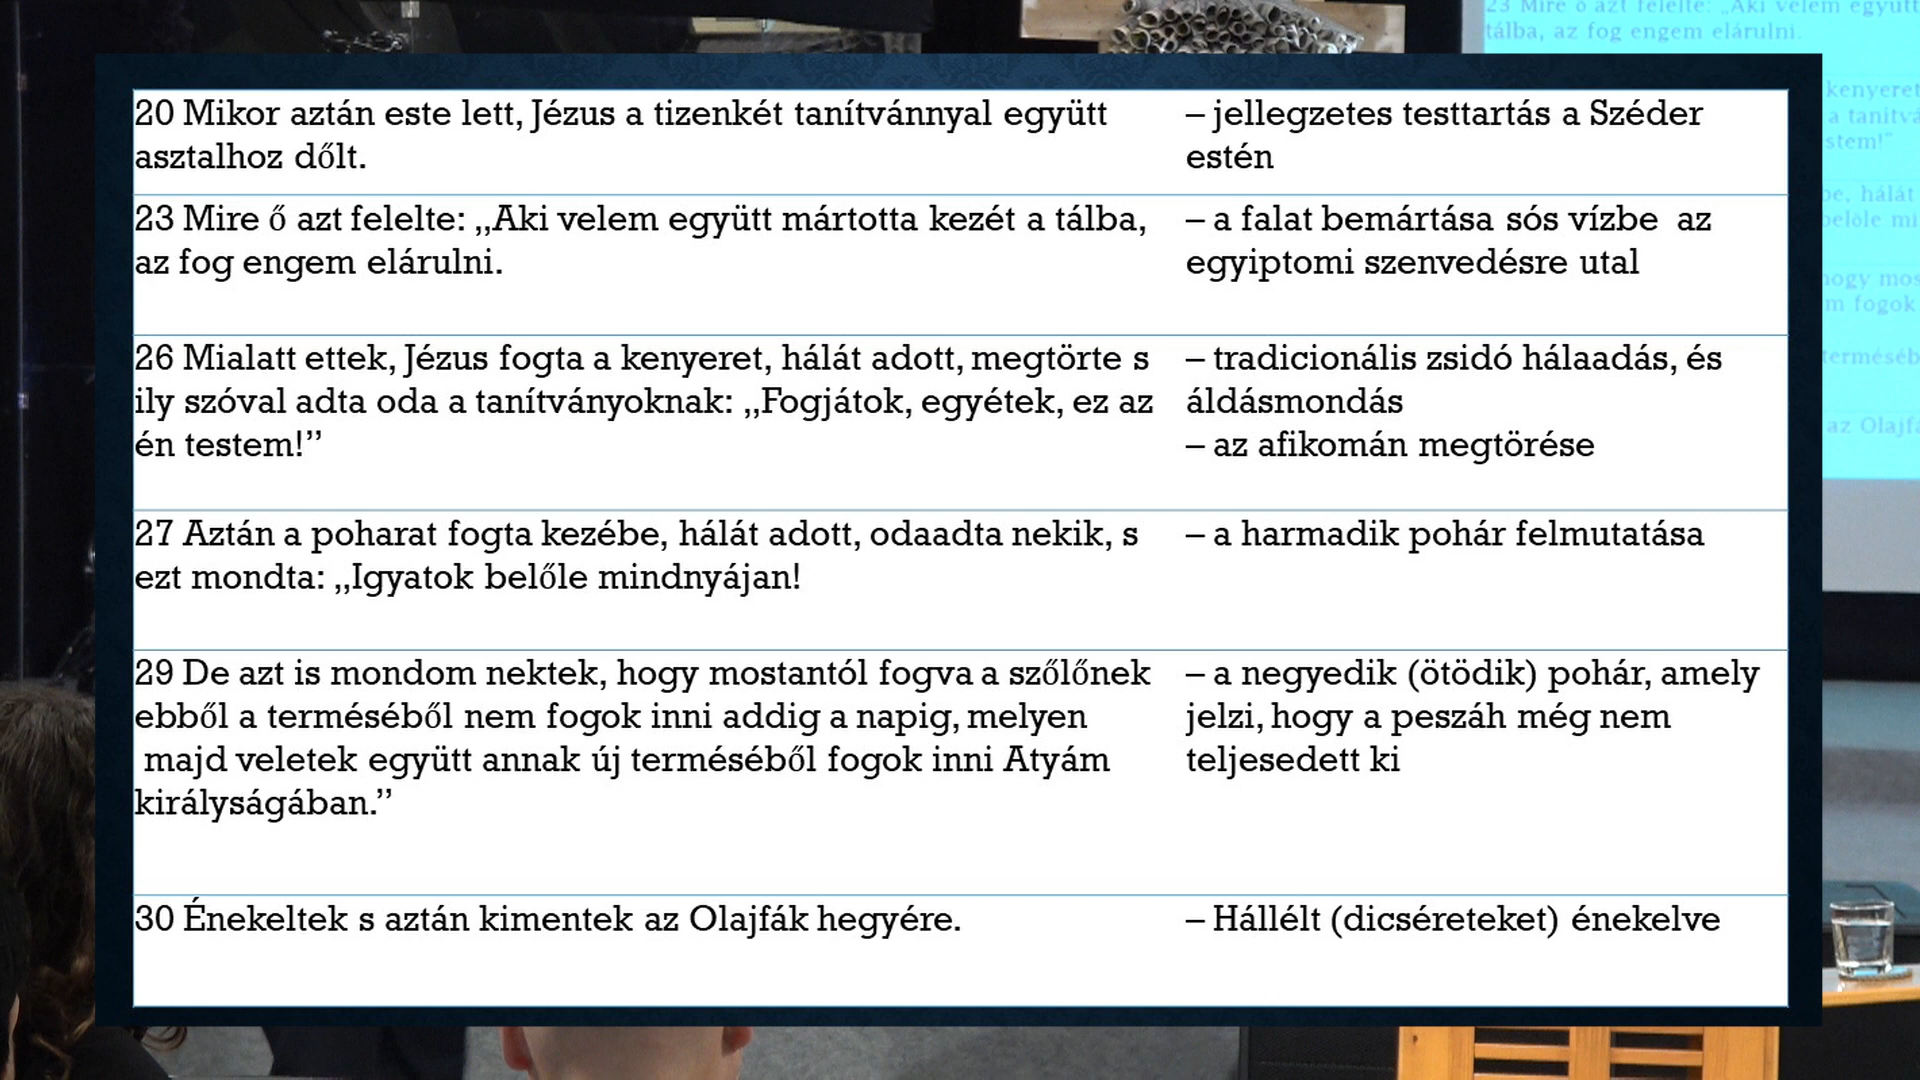 23 Mire ő azt felelte: „Aki velem együtt
tálba, az fog engem elárulni.
20 Mikor aztán este lett, Jézus a tizenkét tanítvánnyal együtt
asztalhoz dőlt.
– jellegzetes testtartás a Széder
estén
23 Mire ő azt felelte: „Aki velem együtt mártotta kezét a tálba,
az fog engem elárulni.
– a falat bemártása sós vízbe  az
egyiptomi szenvedésre utal
26 Mialatt ettek, Jézus fogta a kenyeret, hálát adott, megtörte s
ily szóval adta oda a tanítványoknak: „Fogjátok, egyétek, ez az
én testem!”
– tradicionális zsidó hálaadás, és
áldásmondás
– az afikomán megtörése
27 Aztán a poharat fogta kezébe, hálát adott, odaadta nekik, s
ezt mondta: „Igyatok belőle mindnyájan!
– a harmadik pohár felmutatása
29 De azt is mondom nektek, hogy mostantól fogva a szőlőnek
ebből a terméséből nem fogok inni addig a napig, melyen
majd veletek együtt annak új terméséből fogok inni Atyám
királyságában.”
– a negyedik (ötödik) pohár, amely
jelzi, hogy a peszáh még nem
teljesedett ki
30 Énekeltek s aztán kimentek az Olajfák hegyére.
– Hállélt (dicséreteket) énekelve